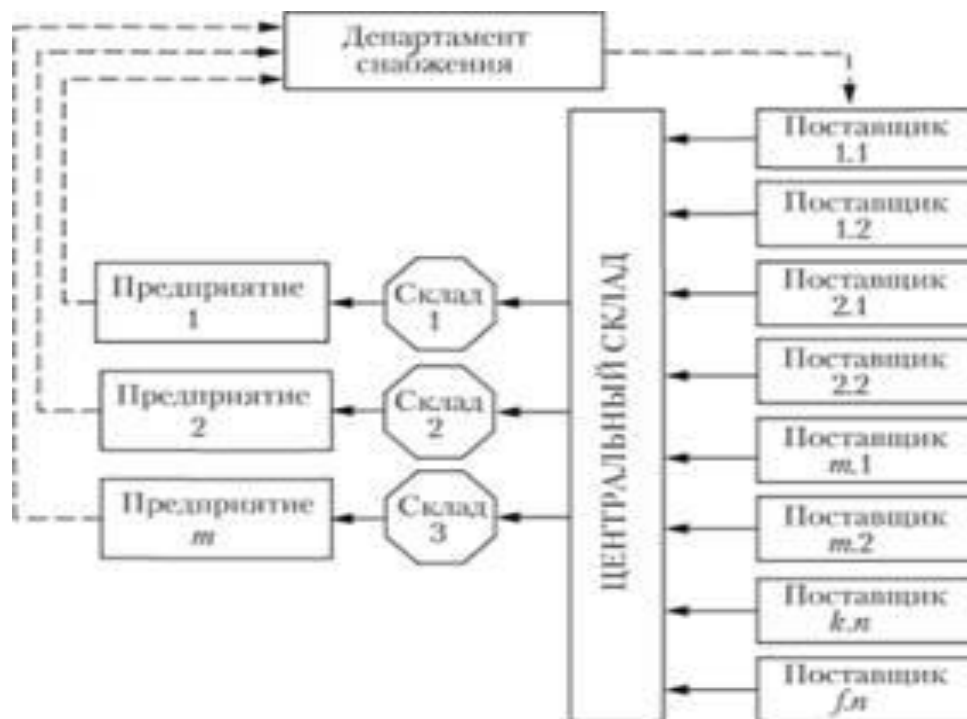 Департамент
снабжения
Поставщик
1.1
Поставщик
1.2
Поставщик
2.1
Поставщик
2.2
Поставщик
m.1
Поставщик
m.2
Поставщик
k.n
Поставщик
f.n
ЦЕНТРАЛЬНЫЙ СКЛАД
Предприятие
1
Склад
1
Предприятие
2
Склад
2
Предприятие
m
Склад
3